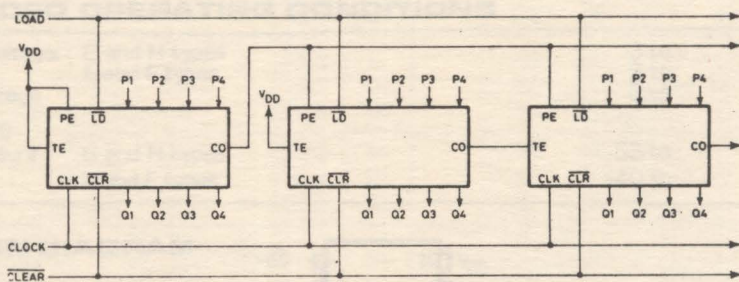 LOAD
VDD
P1 P2 P3 P4
P1 P2 P3 P4
P1 P2 P3 P4
VDD
PE LD
PE LD
PE LD
TE CO
TE CO
TE CO
CLK CLR
CLK CLR
CLK CLR
Q1 Q2 Q3 Q4
Q1 Q2 Q3 Q4
Q1 Q2 Q3 Q4
CLOCK
CLEAR